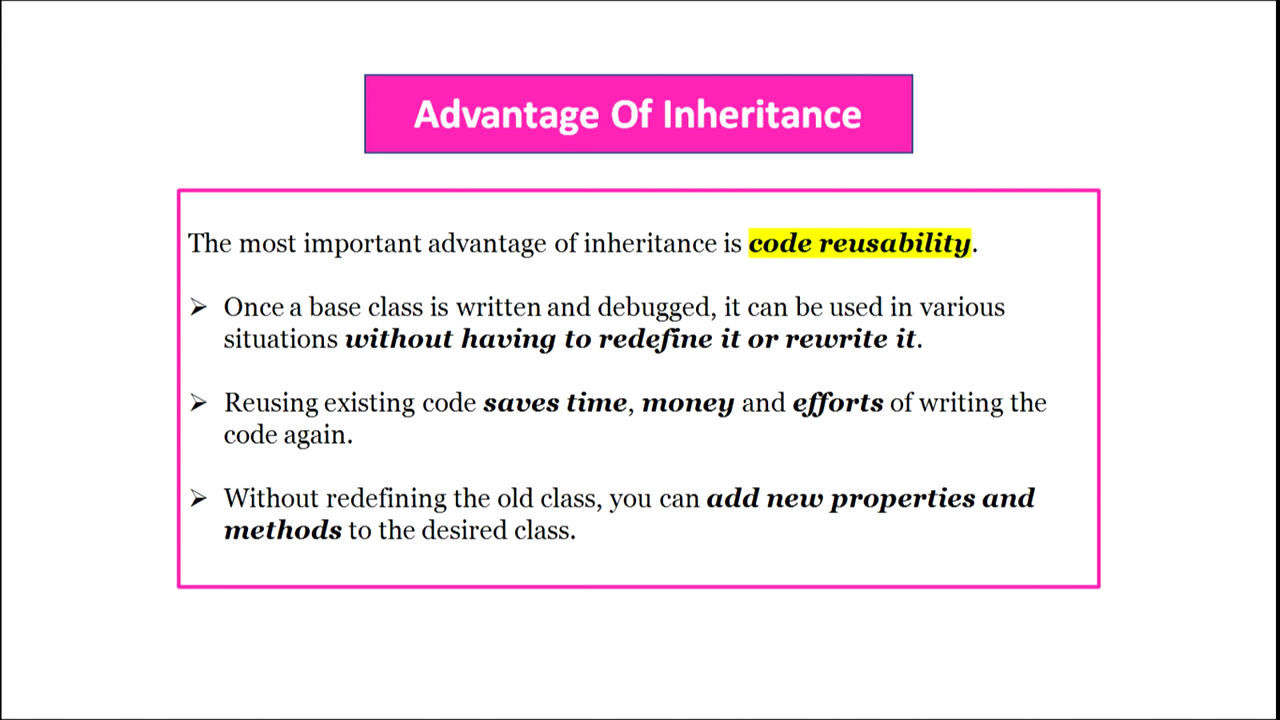 Advantage Of Inheritance
The most important advantage of inheritance is code reusability.
➢ Once a base class is written and debugged, it can be used in various
situations without having to redefine it or rewrite it.
➢ Reusing existing code saves time, money and efforts of writing the
code again.
➢ Without redefining the old class, you can add new properties and
methods to the desired class.